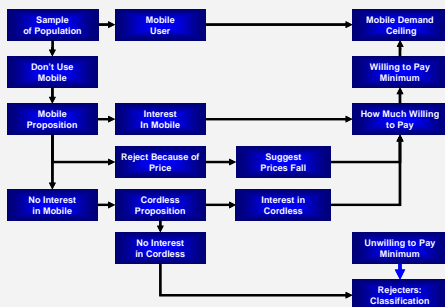 Sample
of Population
Mobile
User
Mobile Demand
Ceiling
Don't Use
Mobile
Willing to Pay
Minimum
Mobile
Proposition
Interest
In Mobile
How Much Willing
to Pay
Reject Because of
Price
Suggest
Prices Fall
No Interest
in Mobile
Cordless
Proposition
Interest in
Cordless
No Interest
in Cordless
Unwilling to Pay
Minimum
Rejecters:
Classification